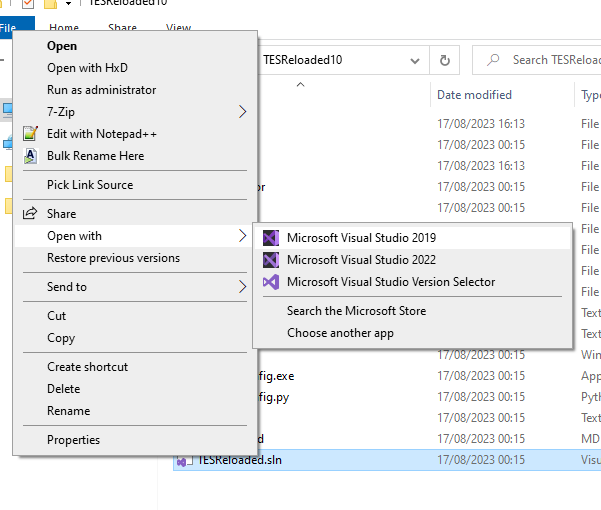 TESReloaded10
File
Home
Share
View
TESReloaded10
Search TESReloa
Date modified
Type
17/08/2023 16:13
File
17/08/2023 00:15
File
17/08/2023 16:13
File
or
17/08/2023 00:15
File
17/08/2023 00:15
File
File
File
File
File
Text
Text
17/08/2023 00:15
Win
fig.exe
17/08/2023 00:15
App
fig.py
17/08/2023 00:15
Pyth
17/08/2023 00:15
Text
d
17/08/2023 00:15
MD
TESReloaded.sln
17/08/2023 00:15
Visu
Open
Open with HxD
Run as administrator
7-Zip
Edit with Notepad++
Bulk Rename Here
Pick Link Source
Share
Open with
Restore previous versions
Send to
Cut
Copy
Create shortcut
Delete
Rename
Properties
Microsoft Visual Studio 2019
Microsoft Visual Studio 2022
Microsoft Visual Studio Version Selector
Search the Microsoft Store
Choose another app